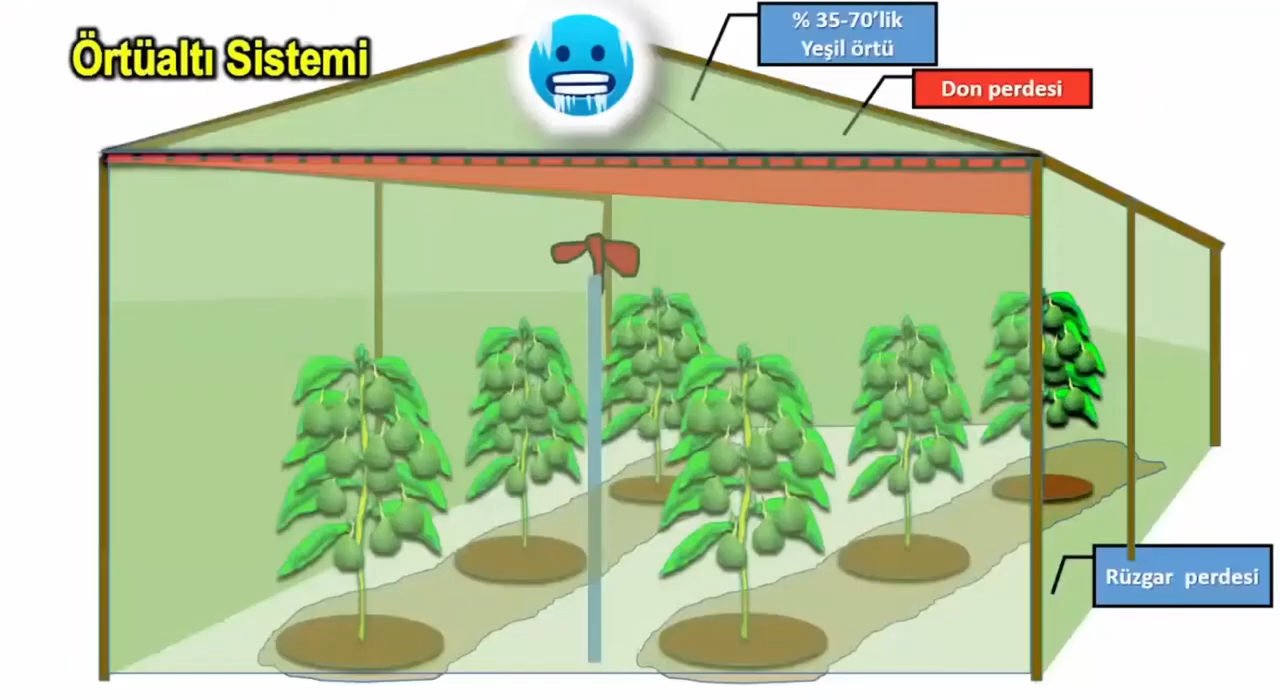 Örtüaltı Sistemi
% 35-70’lik
Yeşil örtü
Don perdesi
Rüzgar  perdesi